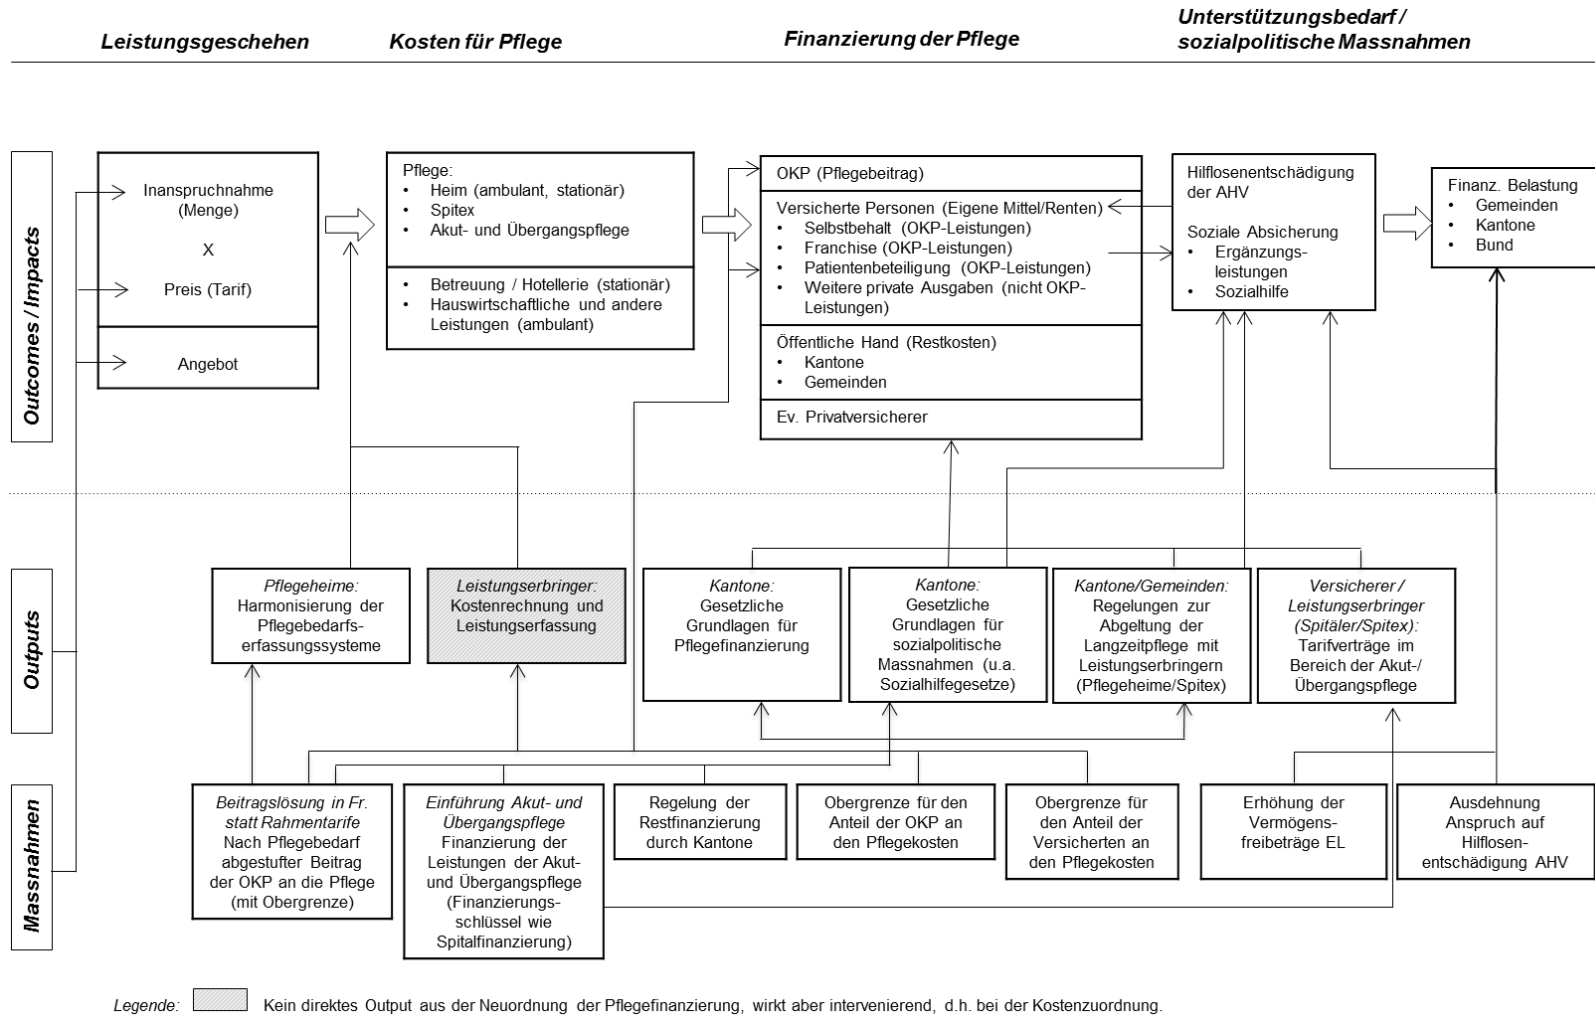 Leistungsgeschehen
Kosten für Pflege
Finanzierung der Pflege
Unterstützungsbedarf /
sozialpolitische Massnahmen
Outcomes / Impacts
Inanspruchnahme
(Menge)
X
Preis (Tarif)
Angebot
Pflege:
• Heim (ambulant, stationär)
• Spitex
• Akut- und Übergangspflege
• Betreuung / Hotellerie (stationär)
• Hauswirtschaftliche und andere
Leistungen (ambulant)
OKP (Pflegebeitrag)
Versicherte Personen (Eigene Mittel/Renten)
• Selbstbehalt (OKP-Leistungen)
• Franchise (OKP-Leistungen)
• Patientenbeteiligung (OKP-Leistungen)
• Weitere private Ausgaben (nicht OKP-
Leistungen)
Öffentliche Hand (Restkosten)
• Kantone
• Gemeinden
Ev. Privatversicherer
Hilflosenentschädigung
der AHV
Soziale Absicherung
• Ergänzungs-
leistungen
• Sozialhilfe
Finanz. Belastung
• Gemeinden
• Kantone
• Bund
Outputs
Pflegeheime:
Harmonisierung der
Pflegebedarfs-
erfassungssysteme
Leistungserbringer:
Kostenrechnung und
Leistungserfassung
Kantone:
Gesetzliche
Grundlagen für
Pflegefinanzierung
Kantone:
Gesetzliche
Grundlagen für
sozialpolitische
Massnahmen (u.a.
Sozialhilfegesetze)
Kantone/Gemeinden:
Regelungen zur
Abgeltung der
Langzeitpflege mit
Leistungserbringern
(Pflegeheime/Spitex)
Versicherer /
Leistungserbringer
(Spitäler/Spitex):
Tarifverträge im
Bereich der Akut-/
Übergangspflege
Massnahmen
Beitragslösung in Fr.
statt Rahmentarife
Nach Pflegebedarf
abgestufter Beitrag
der OKP an die Pflege
(mit Obergrenze)
Einführung Akut- und
Übergangspflege
Finanzierung der
Leistungen der Akut-
und Übergangspflege
(Finanzierungs-
schlüssel wie
Spitalfinanzierung)
Regelung der
Restfinanzierung
durch Kantone
Obergrenze für den
Anteil der OKP an
den Pflegekosten
Obergrenze für
den Anteil der
Versicherten an
den Pflegekosten
Erhöhung der
Vermögens-
freibeträge EL
Ausdehnung
Anspruch auf
Hilflosen-
entschädigung AHV
Legende: Kein direktes Output aus der Neuordnung der Pflegefinanzierung, wirkt aber intervenierend, d.h. bei der Kostenzuordnung.